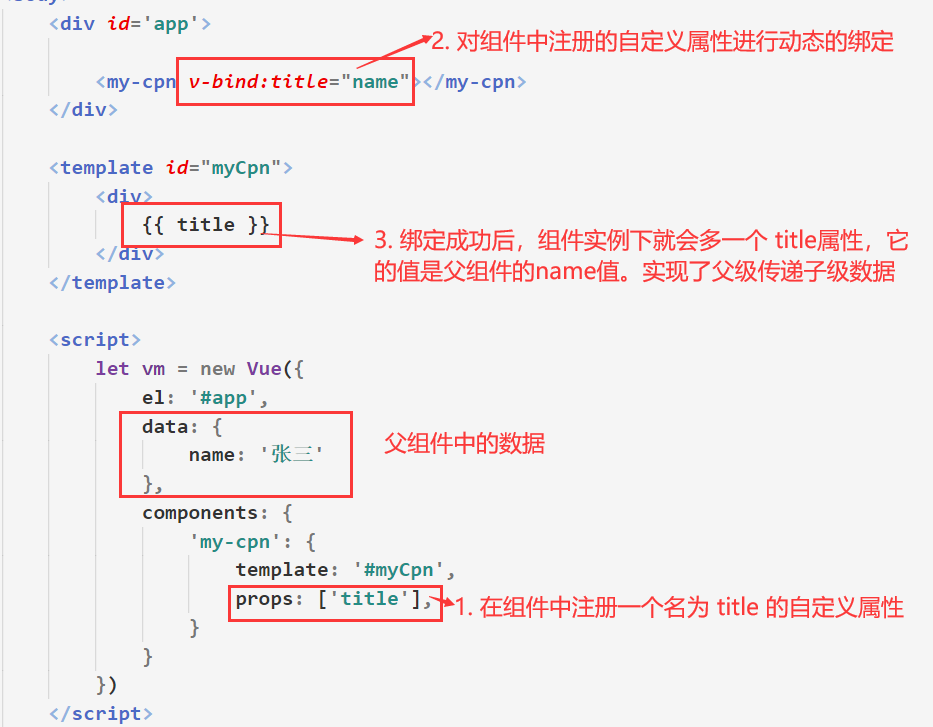 <div id='app'>
2. 对组件中注册的自定义属性进行动态的绑定
<my-cpn v-bind:title="name"></my-cpn>
</div>
<template id="myCpn">
<div>
{{ title }}
3. 绑定成功后，组件实例下就会多一个 title属性，它
的值是父组件的name值。实现了父级传递子级数据
</div>
</template>
<script>
let vm = new Vue({
el: '#app',
data: {
父组件中的数据
name: '张三'
},
components: {
'my-cpn': {
template: '#myCpn',
props: ['title'],
1. 在组件中注册一个名为 title 的自定义属性
}
}
})
</script>